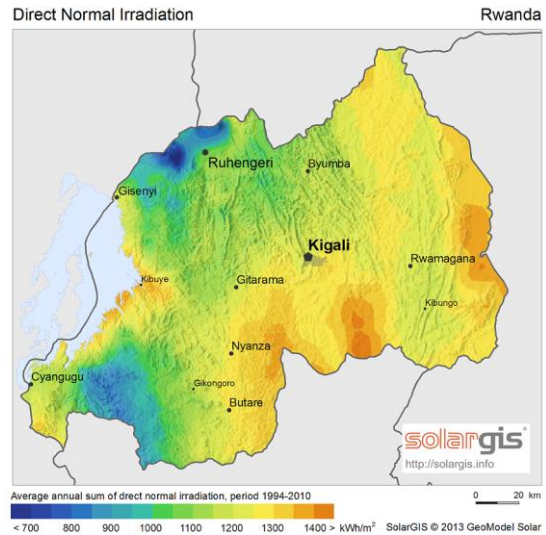 Direct Normal Irradiation
Rwanda
Ruhengeri
Byumba
Gisenyi
Kigali
Rwamagana
Kibuye
Gitarama
Kibungo
Nyanza
Cyangugu
Gikongoro
Butare
solargis
http://solargis.info
Average annual sum of drect normal irradiation, period 1994-2010
0 20 km
< 700 800 900 1000 1100 1200 1300 1400 > kWh/m²
SolarGIS © 2013 GeoModel Solar